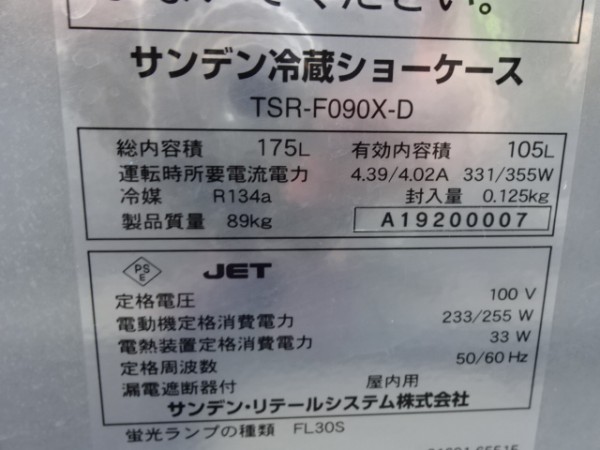 ください。
サンデン冷蔵ショーケース
TSR-F090X-D
総内容積 175L 有効内容積 105L
運転時所要電流電力 4.39/4.02A 331/355W
冷媒 R134a 封入量 0.125kg
製品質量 89kg A19200007
PS E JET
定格電圧 100 V
電動機定格消費電力 233/255 W
電熱装置定格消費電力 33 W
定格周波数 50/60 Hz
漏電遮断器付 屋内用
サンデン・リテールシステム株式会社
蛍光ランプの種類 FL30S